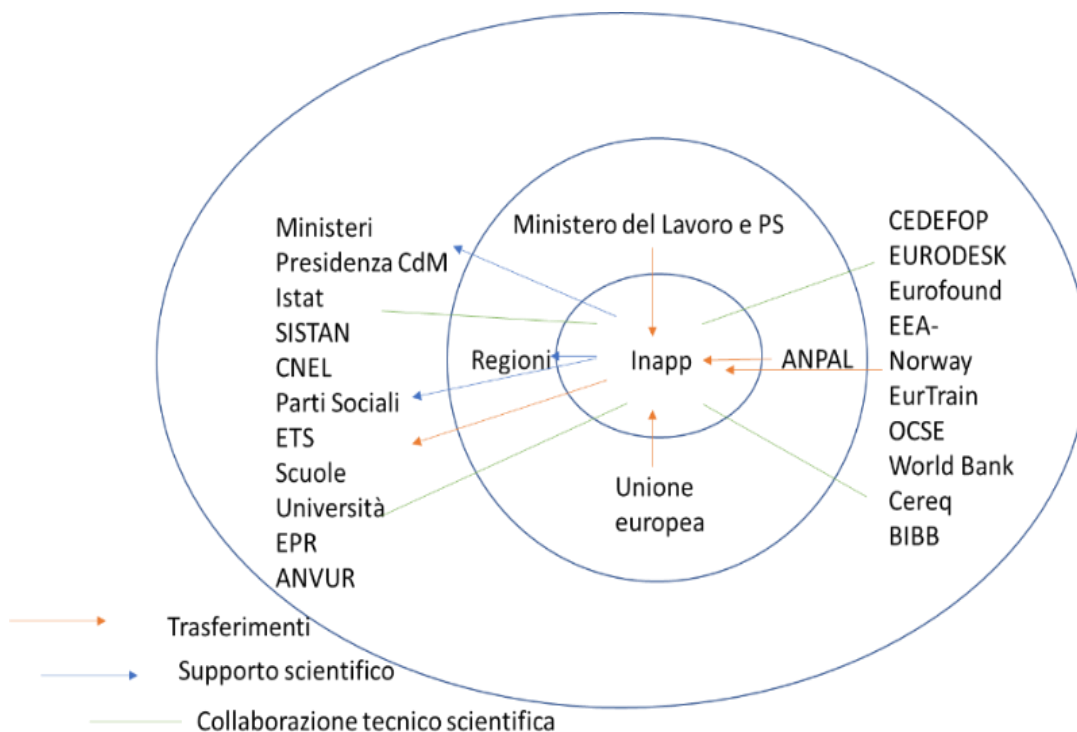 Ministeri
Presidenza CdM
Istat
SISTAN
CNEL
Parti Sociali
ETS
Scuole
Università
EPR
ANVUR
Ministero del Lavoro e PS
Regioni
Inapp
ANPAL
Unione
europea
CEDEFOP
EURODESK
Eurofound
EEA-
Norway
EurTrain
OCSE
World Bank
Cereq
BIBB
Trasferimenti
Supporto scientifico
Collaborazione tecnico scientifica